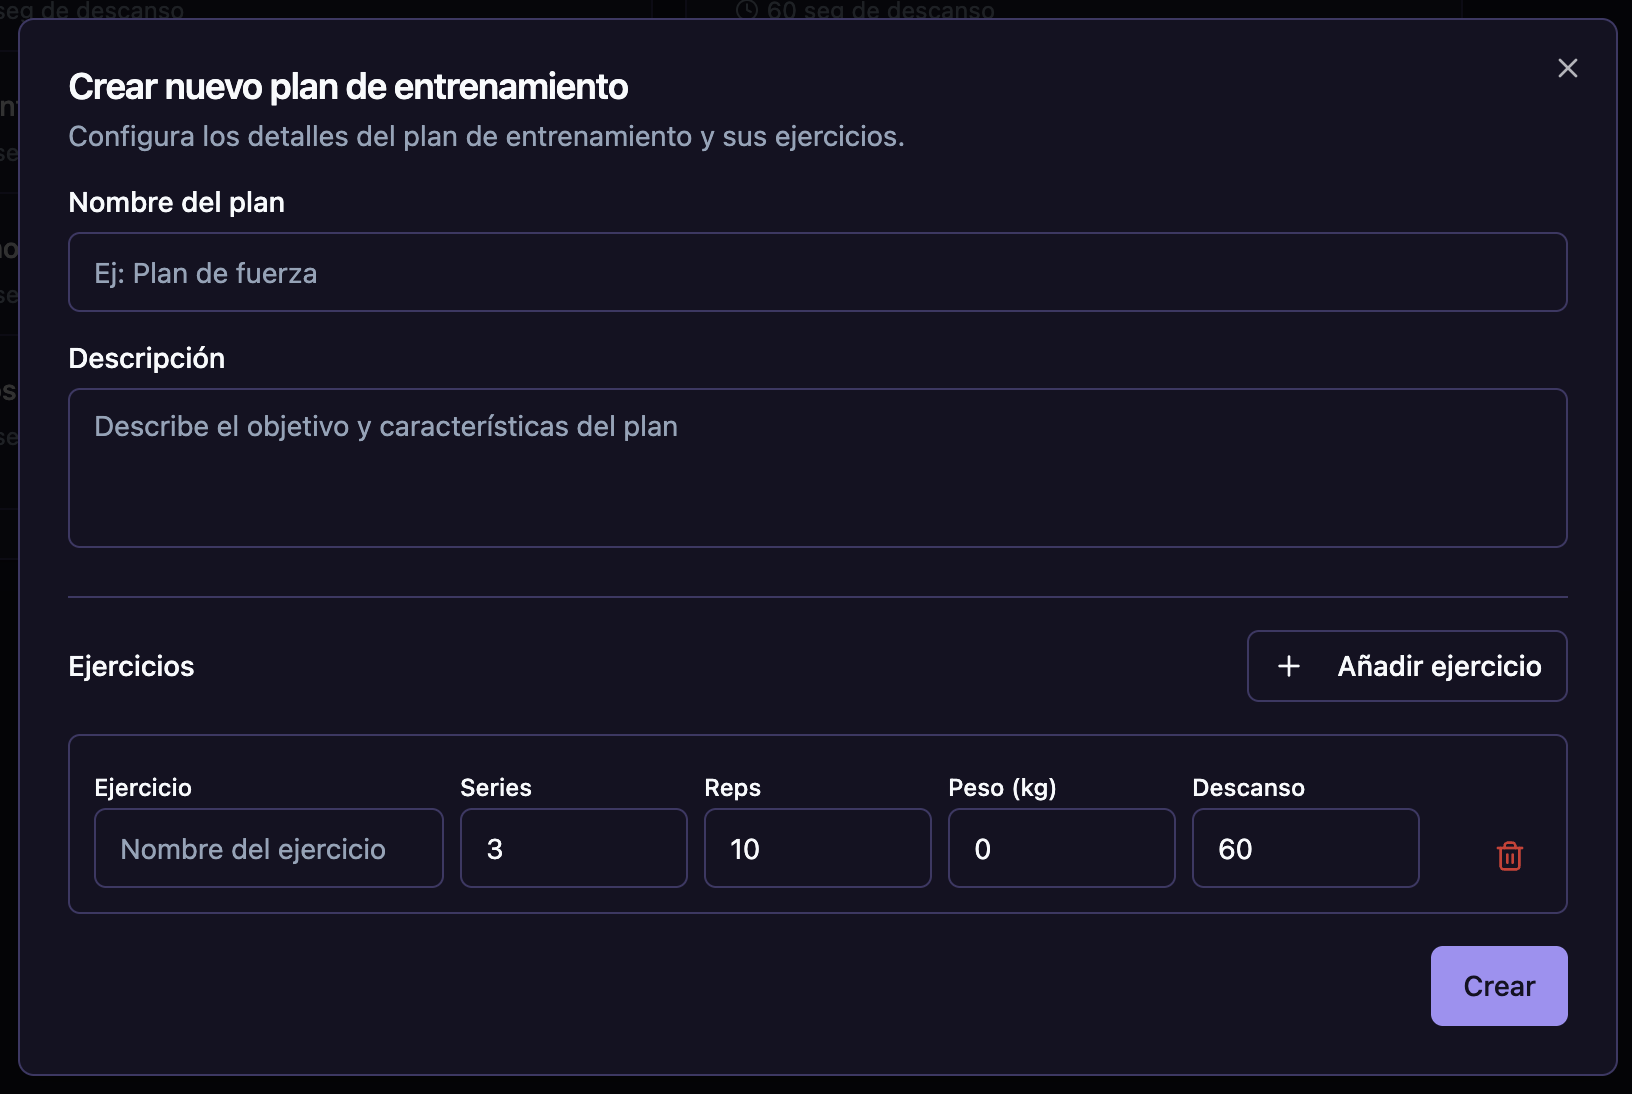 seg de descanso
60 seg de descanso
Crear nuevo plan de entrenamiento
Configura los detalles del plan de entrenamiento y sus ejercicios.
Nombre del plan
Ej: Plan de fuerza
Descripción
Describe el objetivo y características del plan
Ejercicios
Añadir ejercicio
Ejercicio Series Reps Peso (kg) Descanso
Nombre del ejercicio 3 10 0 60
Crear